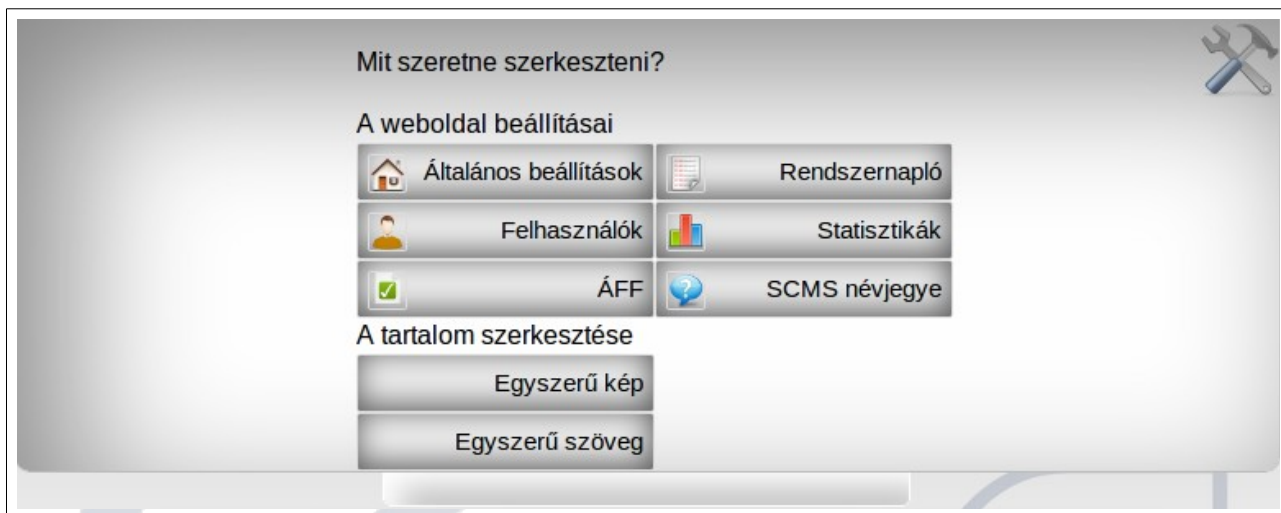 Mit szeretne szerkeszteni?
A weboldal beállításai
Általános beállítások Rendszernapló
Felhasználók Statisztikák
ÁFF SCMS névjegye
A tartalom szerkesztése
Egyszerű kép
Egyszerű szöveg